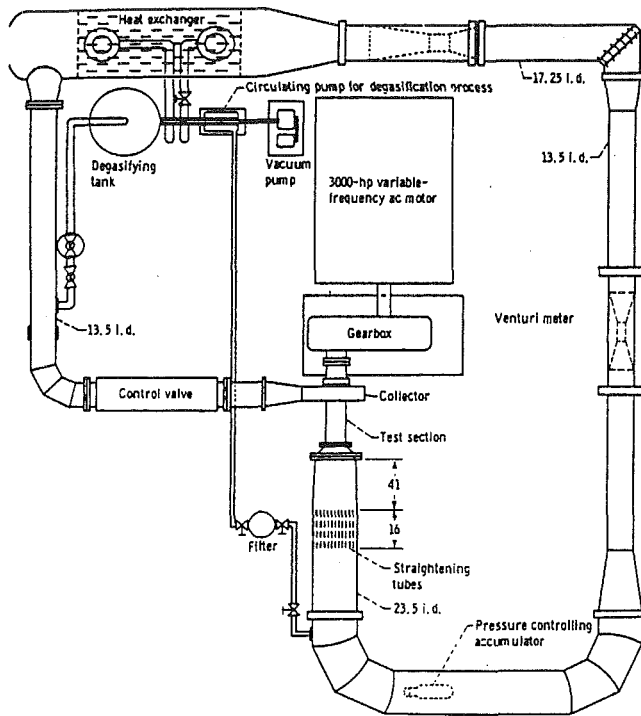 Heat exchanger
17.25 i.d.
Circulating pump for degasification process
13.5 i.d.
Degasifying
tank
Vacuum
pump
3000-hp variable-
frequency ac motor
Venturi meter
13.5 i.d.
Gearbox
Control valve
Collector
Test section
41
16
Filter
Straightening
tubes
23.5 i.d.
Pressure controlling
accumulator